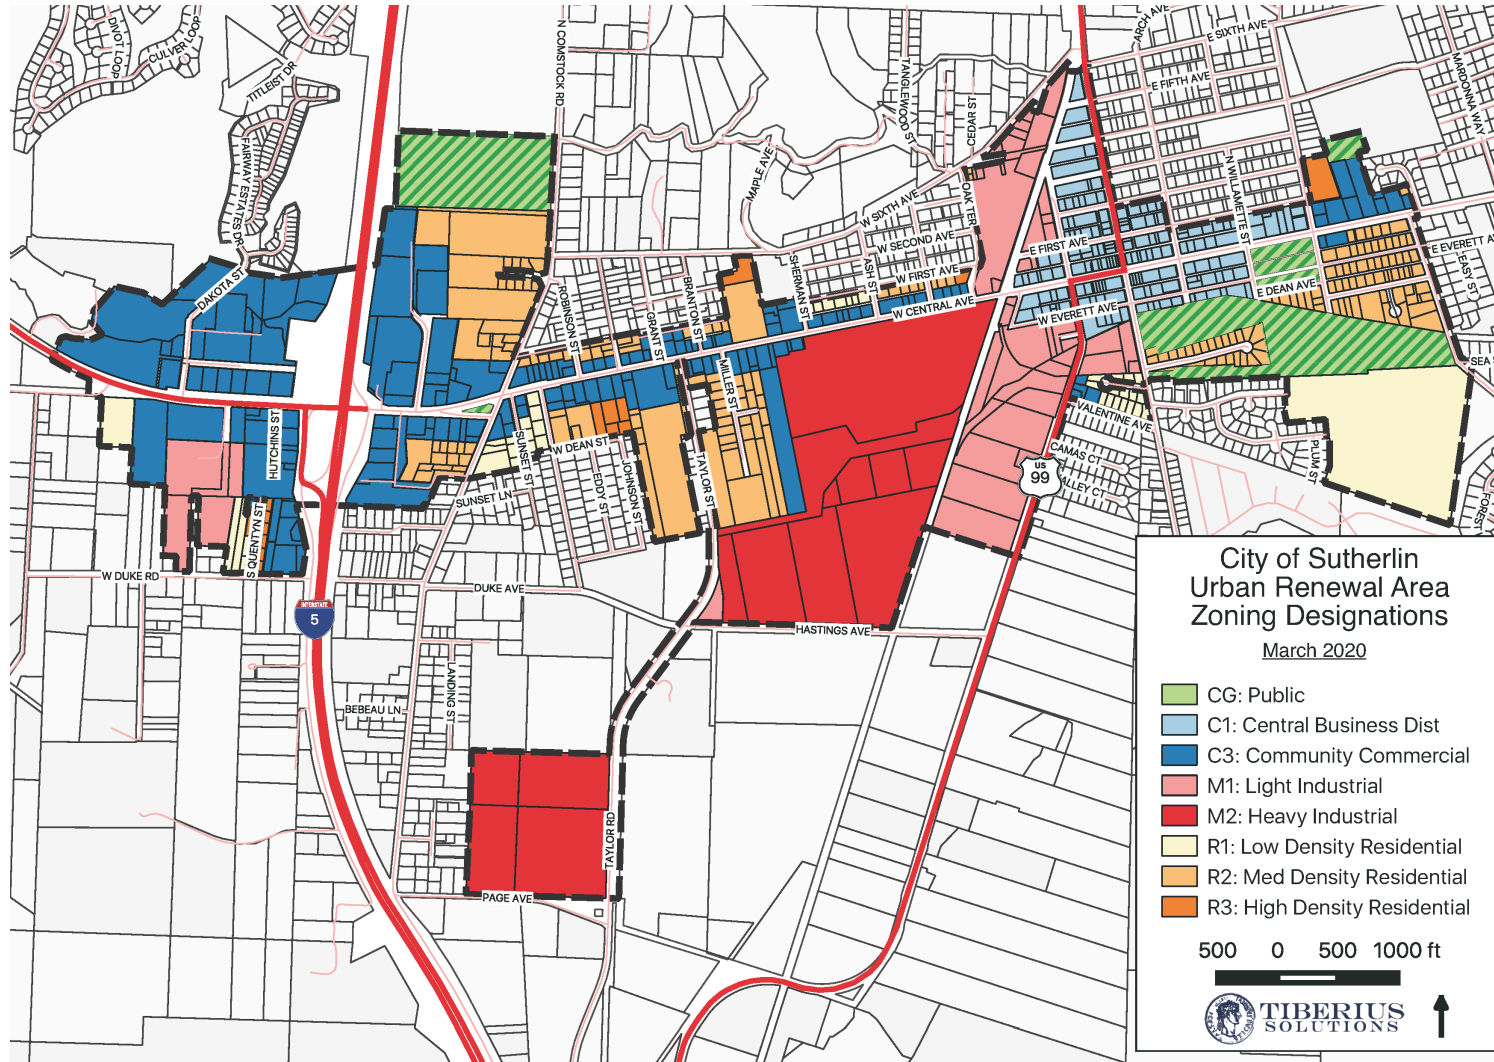 DIVOT LOOP
CULVER LOOP
TITLEIST DR
FAIRWAY ESTATES DR
DAKOTA ST
N COMSTOCK RD
TANGLEWOOD ST
CEDAR ST
MAPLE AVE
OAK TER
ARCH AVE
E SIXTH AVE
E FIFTH AVE
MARDONNA WAY
N WILLAMETTE ST
W SIXTH AVE
W SECOND AVE
W FIRST AVE
W CENTRAL AVE
E FIRST AVE
W EVERETT AVE
E DEAN AVE
E EVERETT AV
EASY ST
SEA S
SHERMAN ST
ASH ST
BRANTON ST
GRANT ST
ROBINSON ST
MILLER ST
HUTCHINS ST
SUNSET ST
W DEAN ST
EDDY ST
JOHNSON ST
TAYLOR ST
SUNSET LN
VALENTINE AVE
CAMAS CT
ALLEY CT
PLUM ST
FOREST
US
99
S QUENTYN ST
W DUKE RD
DUKE AVE
INTERSTATE
5
HASTINGS AVE
LANDING ST
BEBEAU LN
TAYLOR RD
PAGE AVE
City of Sutherlin
Urban Renewal Area
Zoning Designations
March 2020
CG: Public
C1: Central Business Dist
C3: Community Commercial
M1: Light Industrial
M2: Heavy Industrial
R1: Low Density Residential
R2: Med Density Residential
R3: High Density Residential
500 0 500 1000 ft
TIBERIUS
SOLUTIONS